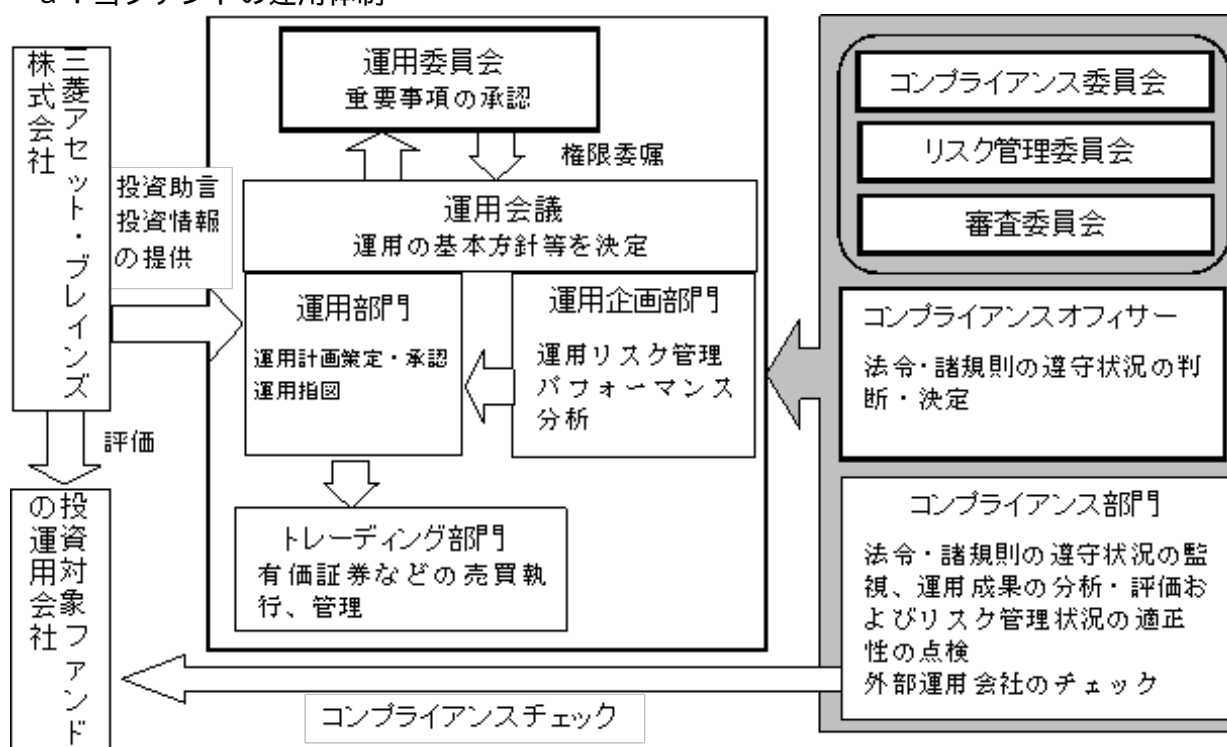 a．当ファンドの運用体制
三菱アセット・ブレインズ
株式会社
投資助言
投資情報
の提供
評価
投資対象ファンド
の運用会社
運用委員会
重要事項の承認
権限委嘱
運用会議
運用の基本方針等を決定
運用部門
運用計画策定・承認
運用指図
運用企画部門
運用リスク管理
パフォーマンス
分析
トレーディング部門
有価証券などの売買執
行、管理
コンプライアンス委員会
リスク管理委員会
審査委員会
コンプライアンスオフィサー
法令・諸規則の遵守状況の判
断・決定
コンプライアンス部門
法令・諸規則の遵守状況の監
視、運用成果の分析・評価お
よびリスク管理状況の適正
性の点検
外部運用会社のチェック
コンプライアンスチェック